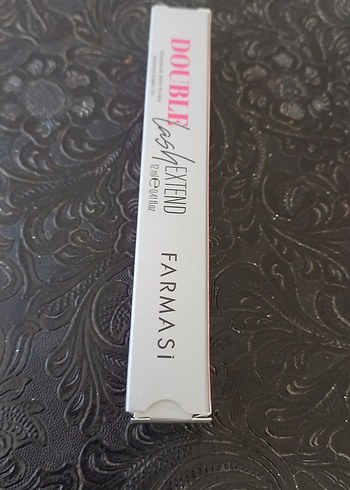 DOUBLE
lash EXTEND
12 ml e 0.41 fl.oz
FARMASi